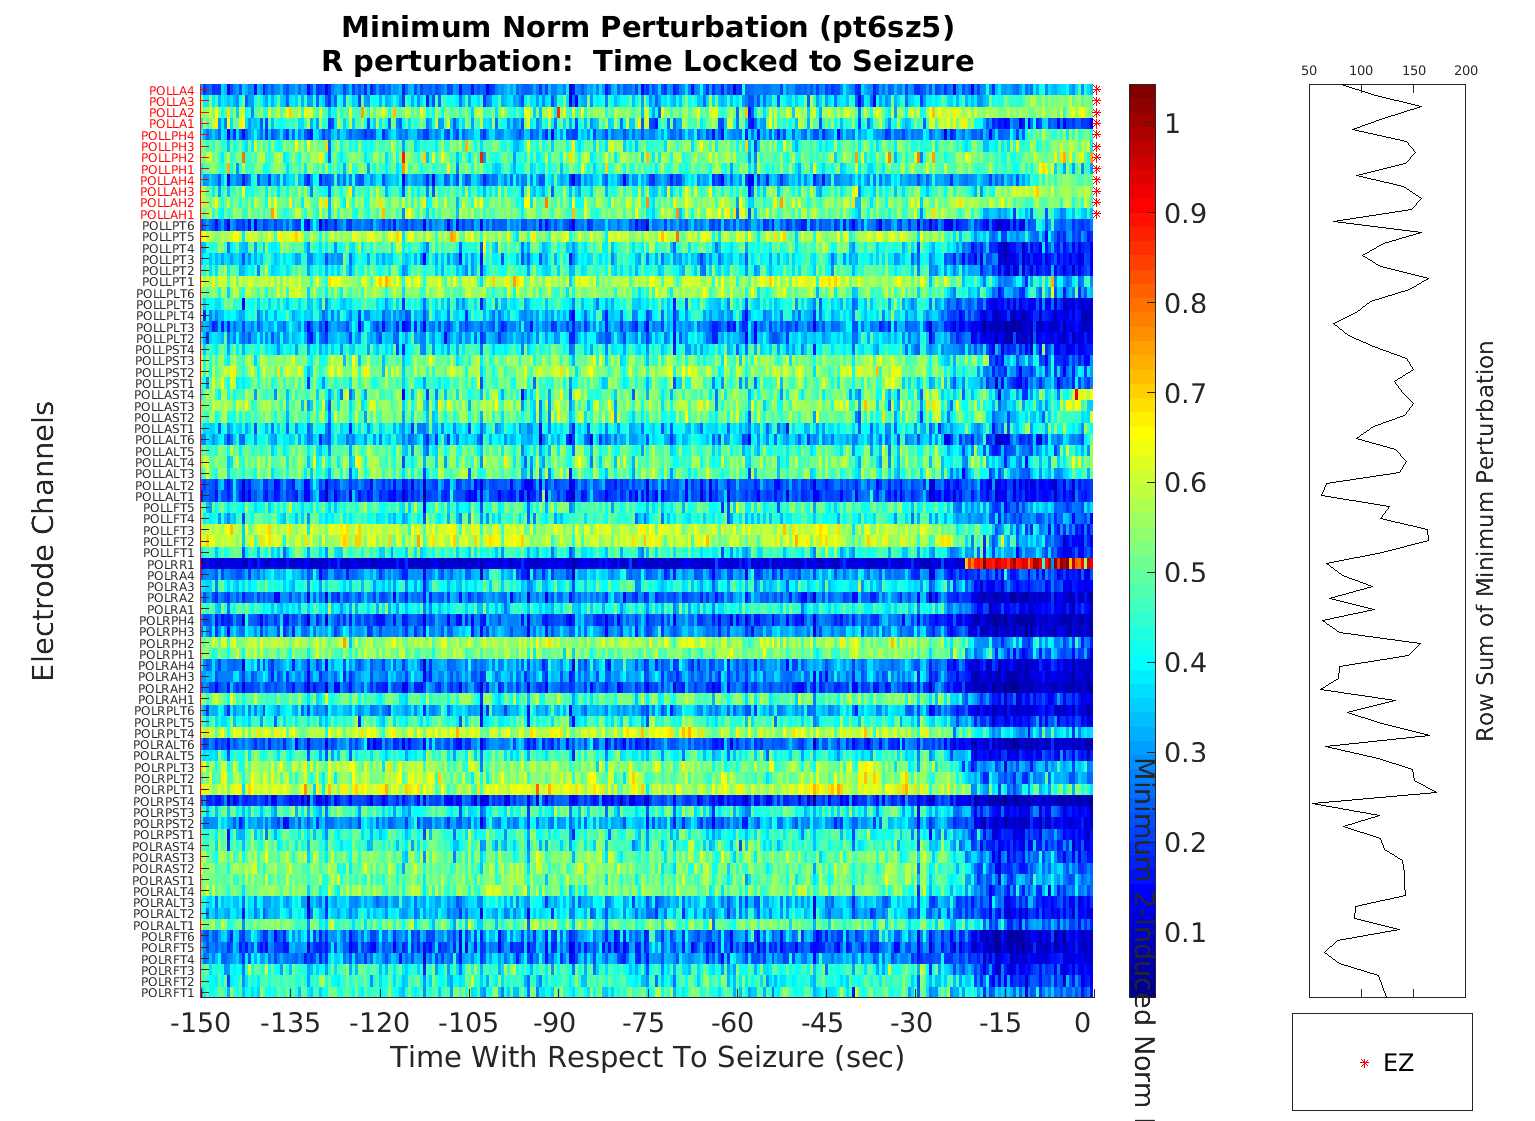 Minimum Norm Perturbation (pt6sz5)
R perturbation: Time Locked to Seizure
50 100 150 200
Electrode Channels
POLLA4
POLLA3
POLLA2
POLLA1
POLLPH4
POLLPH3
POLLPH2
POLLPH1
POLLAH4
POLLAH3
POLLAH2
POLLAH1
POLLPT6
POLLPT5
POLLPT4
POLLPT3
POLLPT2
POLLPT1
POLLPLT6
POLLPLT5
POLLPLT4
POLLPLT3
POLLPLT2
POLLPST4
POLLPST3
POLLPST2
POLLPST1
POLLAST4
POLLAST3
POLLAST2
POLLAST1
POLLALT6
POLLALT5
POLLALT4
POLLALT3
POLLALT2
POLLALT1
POLLFT5
POLLFT4
POLLFT3
POLLFT2
POLLFT1
POLRR1
POLRA4
POLRA3
POLRA2
POLRA1
POLRPH4
POLRPH3
POLRPH2
POLRPH1
POLRAH4
POLRAH3
POLRAH2
POLRAH1
POLRPLT6
POLRPLT5
POLRPLT4
POLRALT6
POLRALT5
POLRPLT3
POLRPLT2
POLRPLT1
POLRPST4
POLRPST3
POLRPST2
POLRPST1
POLRAST4
POLRAST3
POLRAST2
POLRAST1
POLRALT4
POLRALT3
POLRALT2
POLRALT1
POLRFT6
POLRFT5
POLRFT4
POLRFT3
POLRFT2
POLRFT1
-150 -135 -120 -105 -90 -75 -60 -45 -30 -15 0
Time With Respect To Seizure (sec)
1
0.9
0.8
0.7
0.6
0.5
0.4
0.3
0.2
0.1
Minimum 2-Induced Norm
Row Sum of Minimum Perturbation
EZ